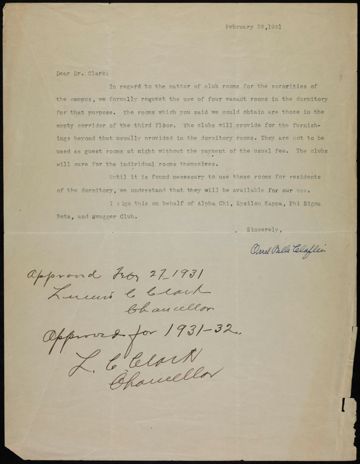 February 28,1931
Dear Dr. Clark:
In regard to the matter of club rooms for the sororities of
the campus, we formally request the use of four vacant rooms in the dormitory
for that purpose. The rooms which you said we could obtain are those in the
empty corridor of the third floor. The clubs will provide for the furnish-
ings beyond that usually provided in the dormitory rooms. They are not to be
used as guest rooms at night without the payment of the usual fee. The clubs
will care for the individual rooms themselves.
Until it is found necessary to use these rooms for residents
of the dormitory, we understand that they will be available for our use.
I sign this on behalf of Alpha Chi, Epsilon Kappa, Phi Sigma
Beta, and Swagger Club.
Sincerely,
Belle Claflin
Approved Feb 27, 1931
Lucius C Clark
Chancellor
Approved for 1931-32.
L. C Clark
Chancellor